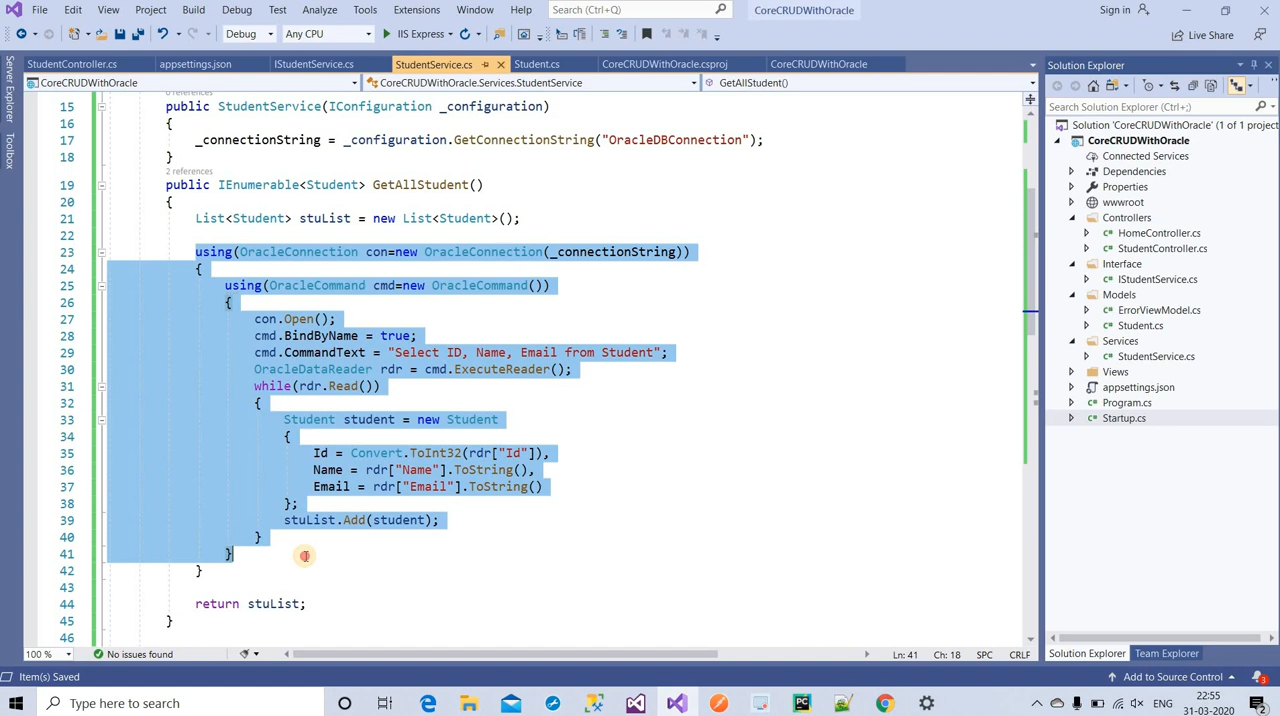 File Edit View Project Build Debug Test Analyze Tools Extensions Window Help Search (Ctrl+Q) CoreCRUDWithOracle Sign in
Debug Any CPU IIS Express Live Share
StudentController.cs appsettings.json IStudentService.cs StudentService.cs Student.cs CoreCRUDWithOracle.csproj CoreCRUDWithOracle
CoreCRUDWithOracle CoreCRUDWithOracle.Services.StudentService GetAllStudent()
Server Explorer
Toolbox
0 references
15 public StudentService(IConfiguration _configuration)
16 {
17 _connectionString = _configuration.GetConnectionString("OracleDBConnection");
18 }
2 references
19 public IEnumerable<Student> GetAllStudent()
20 {
21 List<Student> stuList = new List<Student>();
22
23 using(OracleConnection con=new OracleConnection(_connectionString))
24 {
25 using(OracleCommand cmd=new OracleCommand())
26 {
27 con.Open();
28 cmd.BindByName = true;
29 cmd.CommandText = "Select ID, Name, Email from Student";
30 OracleDataReader rdr = cmd.ExecuteReader();
31 while(rdr.Read())
32 {
33 Student student = new Student
34 {
35 Id = Convert.ToInt32(rdr["Id"]),
36 Name = rdr["Name"].ToString(),
37 Email = rdr["Email"].ToString()
38 };
39 stuList.Add(student);
40 }
41 }
42 }
43
44 return stuList;
45 }
46
100 % No issues found Ln: 41 Ch: 18 SPC CRLF
Solution Explorer
Search Solution Explorer (Ctrl+;)
Solution 'CoreCRUDWithOracle' (1 of 1 project
CoreCRUDWithOracle
Connected Services
Dependencies
Properties
wwwroot
Controllers
HomeController.cs
StudentController.cs
Interface
IStudentService.cs
Models
ErrorViewModel.cs
Student.cs
Services
StudentService.cs
Views
appsettings.json
Program.cs
Startup.cs
Solution Explorer Team Explorer
Item(s) Saved Add to Source Control 3
Type here to search ENG 22:55
31-03-2020 2